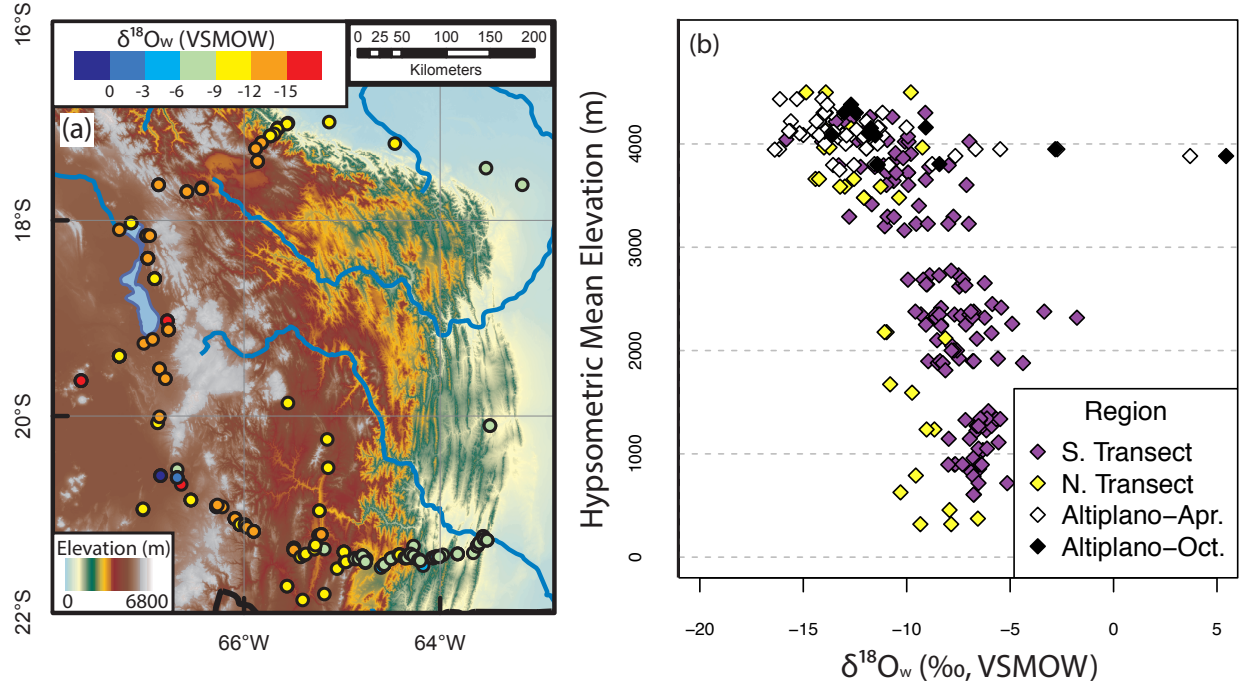 16°S
18°S
20°S
22°S
66°W
64°W
δ¹⁸Ow (VSMOW)
0 -3 -6 -9 -12 -15
0 25 50 100 150 200
Kilometers
(a)
Elevation (m)
0 6800
(b)
Hypsometric Mean Elevation (m)
4000
3000
2000
1000
0
Region
S. Transect
N. Transect
Altiplano−Apr.
Altiplano−Oct.
−20 −15 −10 −5 0 5
δ¹⁸Ow (‰, VSMOW)